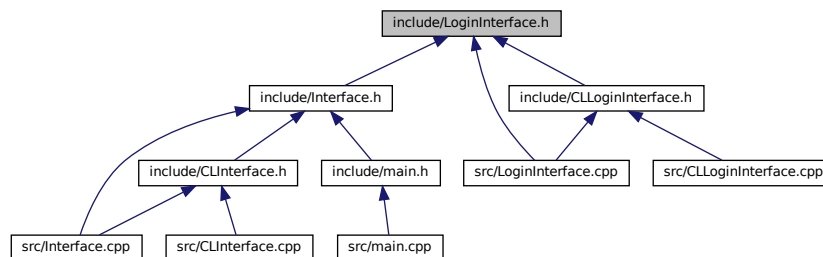 include/LoginInterface.h
include/Interface.h
include/CLLoginInterface.h
include/CLInterface.h
include/main.h
src/LoginInterface.cpp
src/CLLoginInterface.cpp
src/Interface.cpp
src/CLInterface.cpp
src/main.cpp